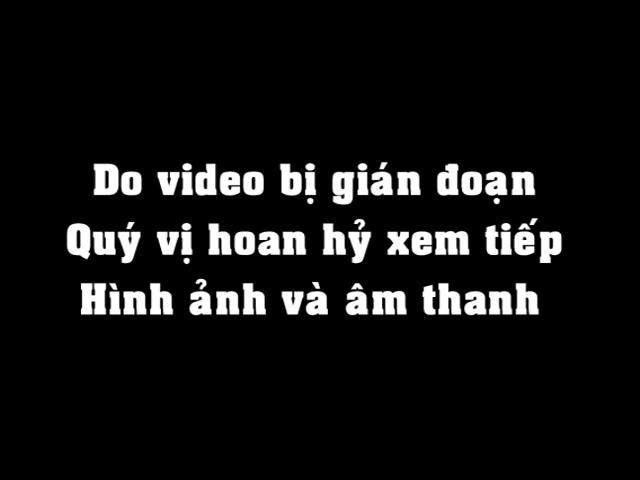 Do video bị gián đoạn
Quý vị hoan hỷ xem tiếp
Hình ảnh và âm thanh